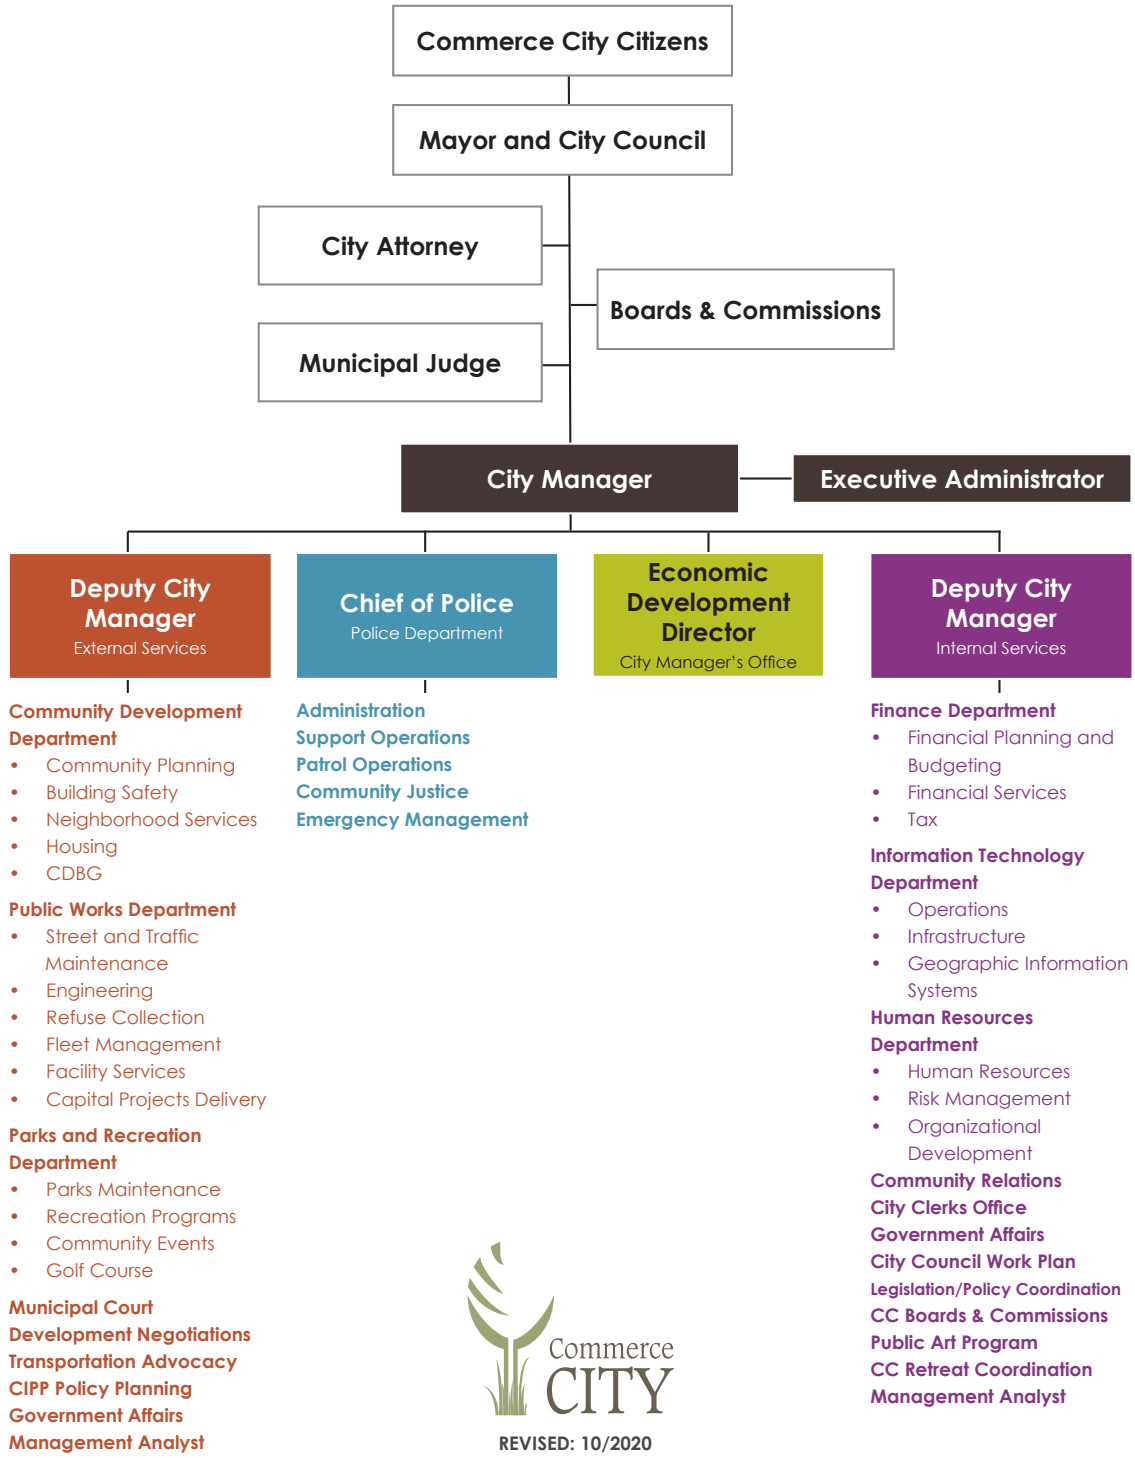 Commerce City Citizens
Mayor and City Council
City Attorney
Boards & Commissions
Municipal Judge
City Manager
Executive Administrator
Deputy City
Manager
External Services
Community Development
Department
• Community Planning
• Building Safety
• Neighborhood Services
• Housing
• CDBG
Public Works Department
• Street and Traffic
Maintenance
• Engineering
• Refuse Collection
• Fleet Management
• Facility Services
• Capital Projects Delivery
Parks and Recreation
Department
• Parks Maintenance
• Recreation Programs
• Community Events
• Golf Course
Municipal Court
Development Negotiations
Transportation Advocacy
CIPP Policy Planning
Government Affairs
Management Analyst
Chief of Police
Police Department
Administration
Support Operations
Patrol Operations
Community Justice
Emergency Management
Economic
Development
Director
City Manager's Office
Deputy City
Manager
Internal Services
Finance Department
• Financial Planning and
Budgeting
• Financial Services
• Tax
Information Technology
Department
• Operations
• Infrastructure
• Geographic Information
Systems
Human Resources
Department
• Human Resources
• Risk Management
• Organizational
Development
Community Relations
City Clerks Office
Government Affairs
City Council Work Plan
Legislation/Policy Coordination
CC Boards & Commissions
Public Art Program
CC Retreat Coordination
Management Analyst
Commerce
CITY
REVISED: 10/2020